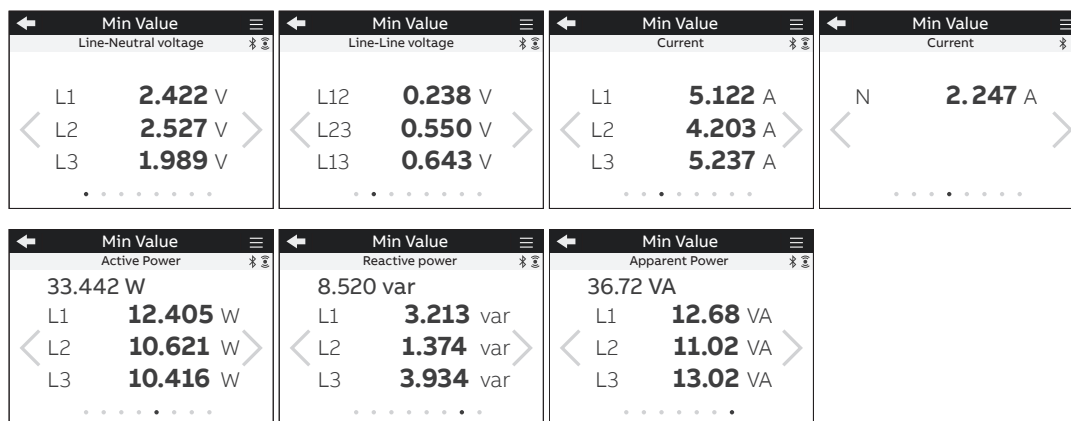 Min Value
Line-Neutral voltage
L1 2.422 V
L2 2.527 V
L3 1.989 V
Min Value
Line-Line voltage
L12 0.238 V
L23 0.550 V
L13 0.643 V
Min Value
Current
L1 5.122 A
L2 4.203 A
L3 5.237 A
Min Value
Current
N 2.247 A
Min Value
Active Power
33.442 W
L1 12.405 W
L2 10.621 W
L3 10.416 W
Min Value
Reactive power
8.520 var
L1 3.213 var
L2 1.374 var
L3 3.934 var
Min Value
Apparent Power
36.72 VA
L1 12.68 VA
L2 11.02 VA
L3 13.02 VA